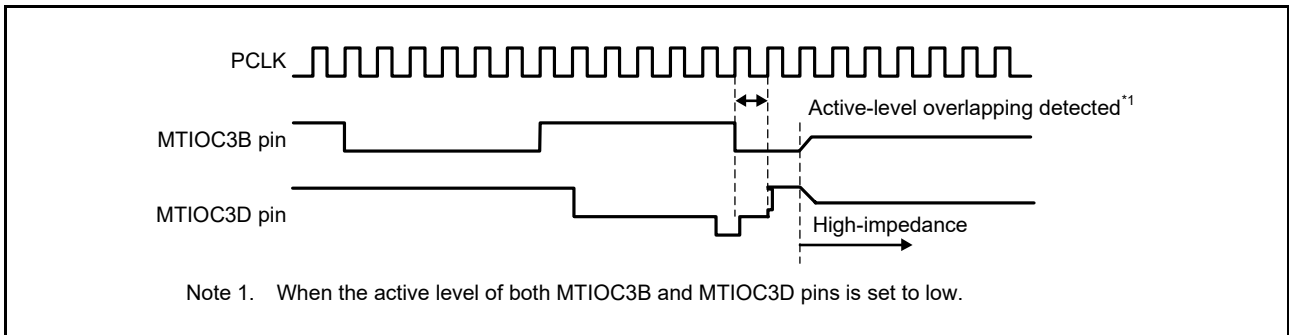 PCLK
Active-level overlapping detected*1
MTIOC3B pin
MTIOC3D pin
High-impedance
Note 1. When the active level of both MTIOC3B and MTIOC3D pins is set to low.